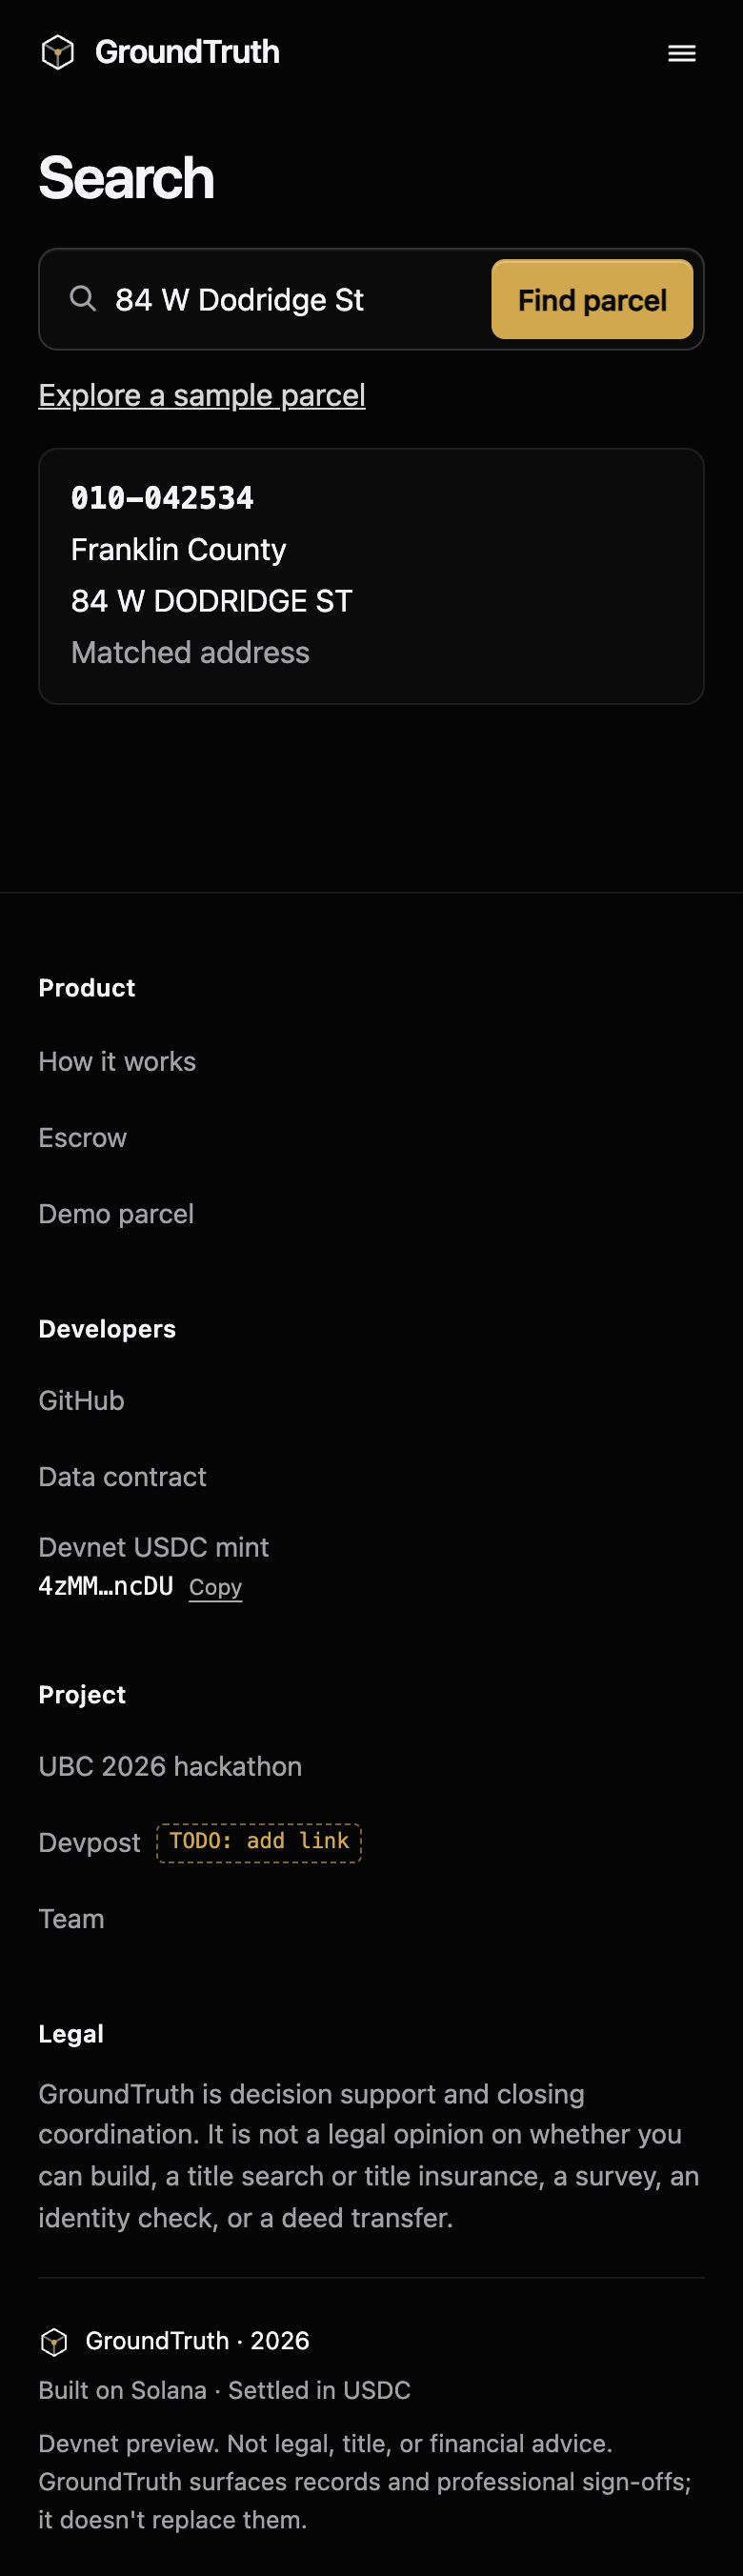 GroundTruth
Search
84 W Dodridge St
Find parcel
Explore a sample parcel
010-042534
Franklin County
84 W DODRIDGE ST
Matched address
Product
How it works
Escrow
Demo parcel
Developers
GitHub
Data contract
Devnet USDC mint
4zMM…ncDU Copy
Project
UBC 2026 hackathon
Devpost TODO: add link
Team
Legal
GroundTruth is decision support and closing
coordination. It is not a legal opinion on whether you
can build, a title search or title insurance, a survey, an
identity check, or a deed transfer.
GroundTruth · 2026
Built on Solana · Settled in USDC
Devnet preview. Not legal, title, or financial advice.
GroundTruth surfaces records and professional sign-offs;
it doesn't replace them.